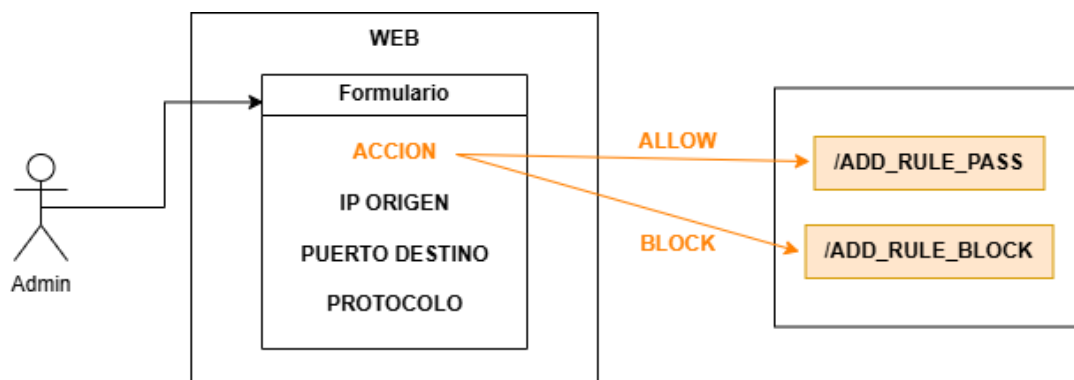 WEB
Formulario
ACCION
IP ORIGEN
PUERTO DESTINO
PROTOCOLO
Admin
ALLOW
BLOCK
/ADD_RULE_PASS
/ADD_RULE_BLOCK